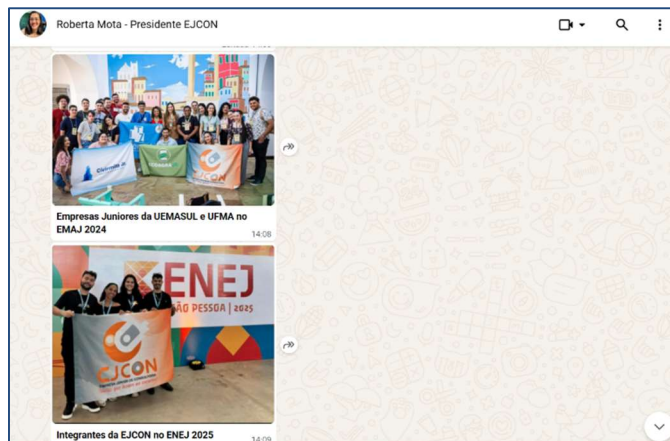 Roberta Mota - Presidente EJCON
EJCON
Empresas Juniores da UEMASUL e UFMA no
EMAJ 2024
14:08
ENEJ
JOÃO PESSOA | 2025
EJCON
Integrantes da EJCON no ENEJ 2025
14:09